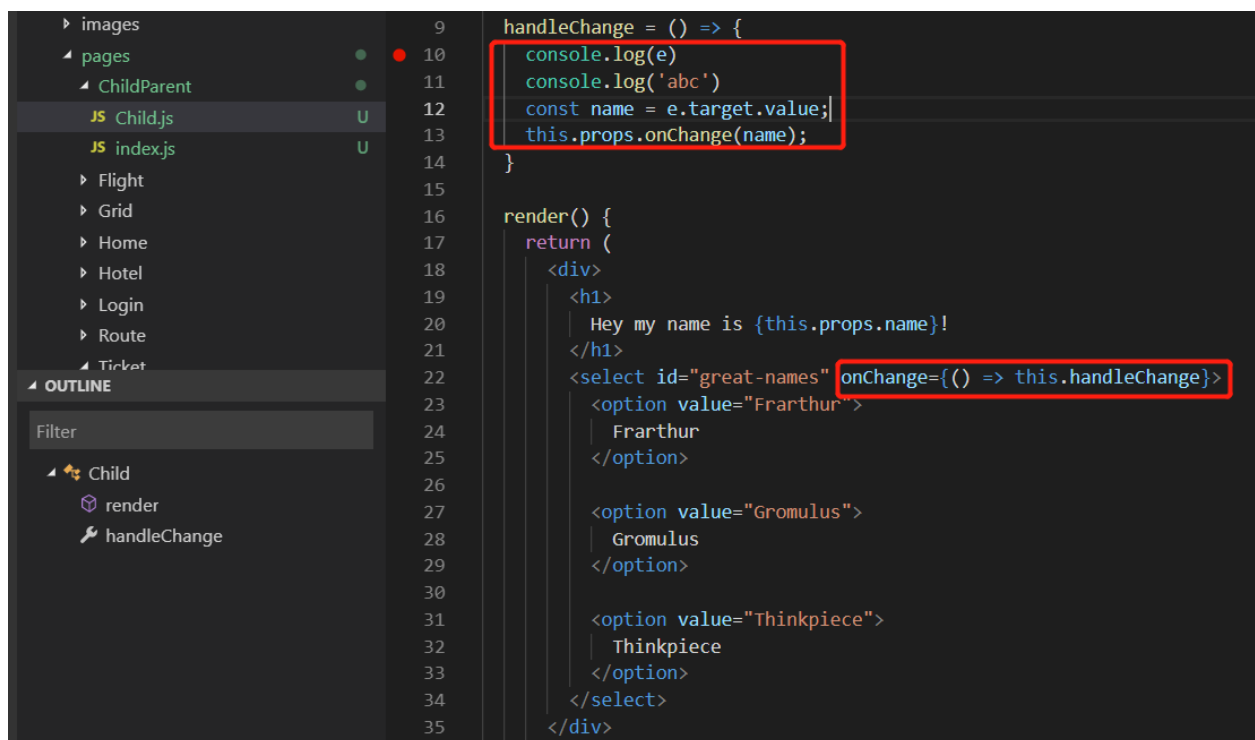 images
pages
ChildParent
JS Child.js U
JS index.js U
Flight
Grid
Home
Hotel
Login
Route
Ticket
OUTLINE
Filter
Child
render
handleChange
9 handleChange = () => {
10 console.log(e)
11 console.log('abc')
12 const name = e.target.value;
13 this.props.onChange(name);
14 }
15
16 render() {
17 return (
18 <div>
19 <h1>
20 Hey my name is {this.props.name}!
21 </h1>
22 <select id="great-names" onChange={() => this.handleChange}>
23 <option value="Frarthur">
24 Frarthur
25 </option>
26
27 <option value="Gromulus">
28 Gromulus
29 </option>
30
31 <option value="Thinkpiece">
32 Thinkpiece
33 </option>
34 </select>
35 </div>